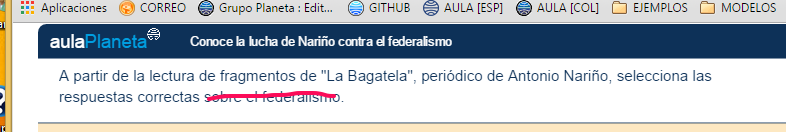 Aplicaciones CORREO Grupo Planeta : Edit... GITHUB AULA [ESP] AULA [COL] EJEMPLOS MODELOS
aulaPlaneta Conoce la lucha de Nariño contra el federalismo
A partir de la lectura de fragmentos de "La Bagatela", periódico de Antonio Nariño, selecciona las
respuestas correctas sobre el federalismo.